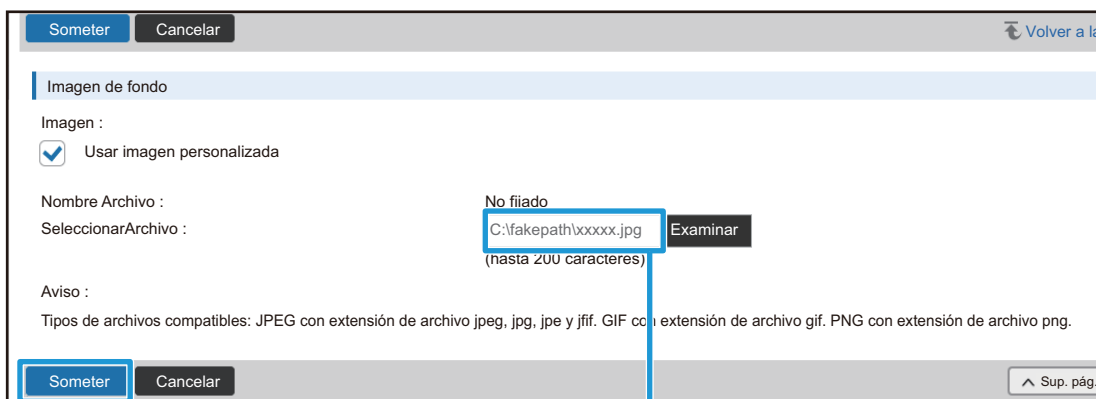 Someter Cancelar Volver a la
Imagen de fondo
Imagen :
Usar imagen personalizada
Nombre Archivo : No fijado
SeleccionarArchivo : C:\fakepath\xxxxx.jpg Examinar
(hasta 200 caracteres)
Aviso :
Tipos de archivos compatibles: JPEG con extensión de archivo jpeg, jpg, jpe y jfif. GIF con extensión de archivo gif. PNG con extensión de archivo png.
Someter Cancelar Sup. pág.